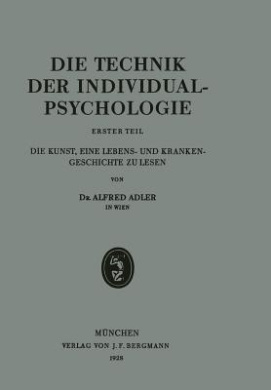 DIE TECHNIK
DER INDIVIDUAL-
PSYCHOLOGIE
ERSTER TEIL
DIE KUNST, EINE LEBENS- UND KRANKEN-
GESCHICHTE ZU LESEN
VON
DR. ALFRED ADLER
IN WIEN
MÜNCHEN
VERLAG VON J. F. BERGMANN
1928